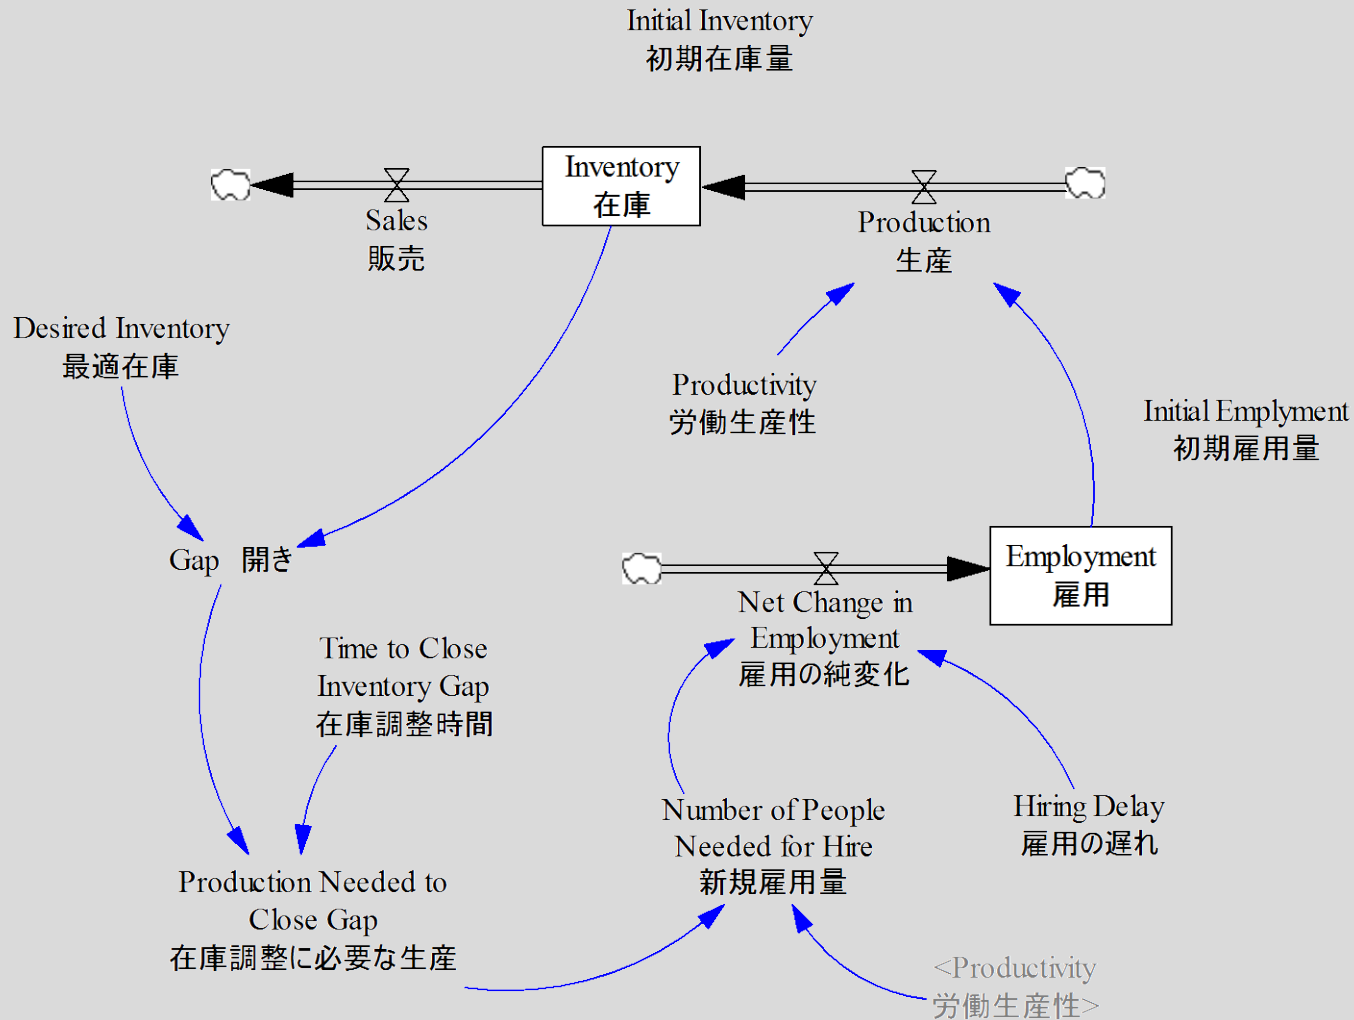 Initial Inventory
初期在庫量
Inventory
在庫
Sales
販売
Production
生産
Desired Inventory
最適在庫
Productivity
労働生産性
Initial Emplyment
初期雇用量
Gap 開き
Employment
雇用
Net Change in
Employment
雇用の純変化
Time to Close
Inventory Gap
在庫調整時間
Number of People
Needed for Hire
新規雇用量
Hiring Delay
雇用の遅れ
Production Needed to
Close Gap
在庫調整に必要な生産
<Productivity
労働生産性>